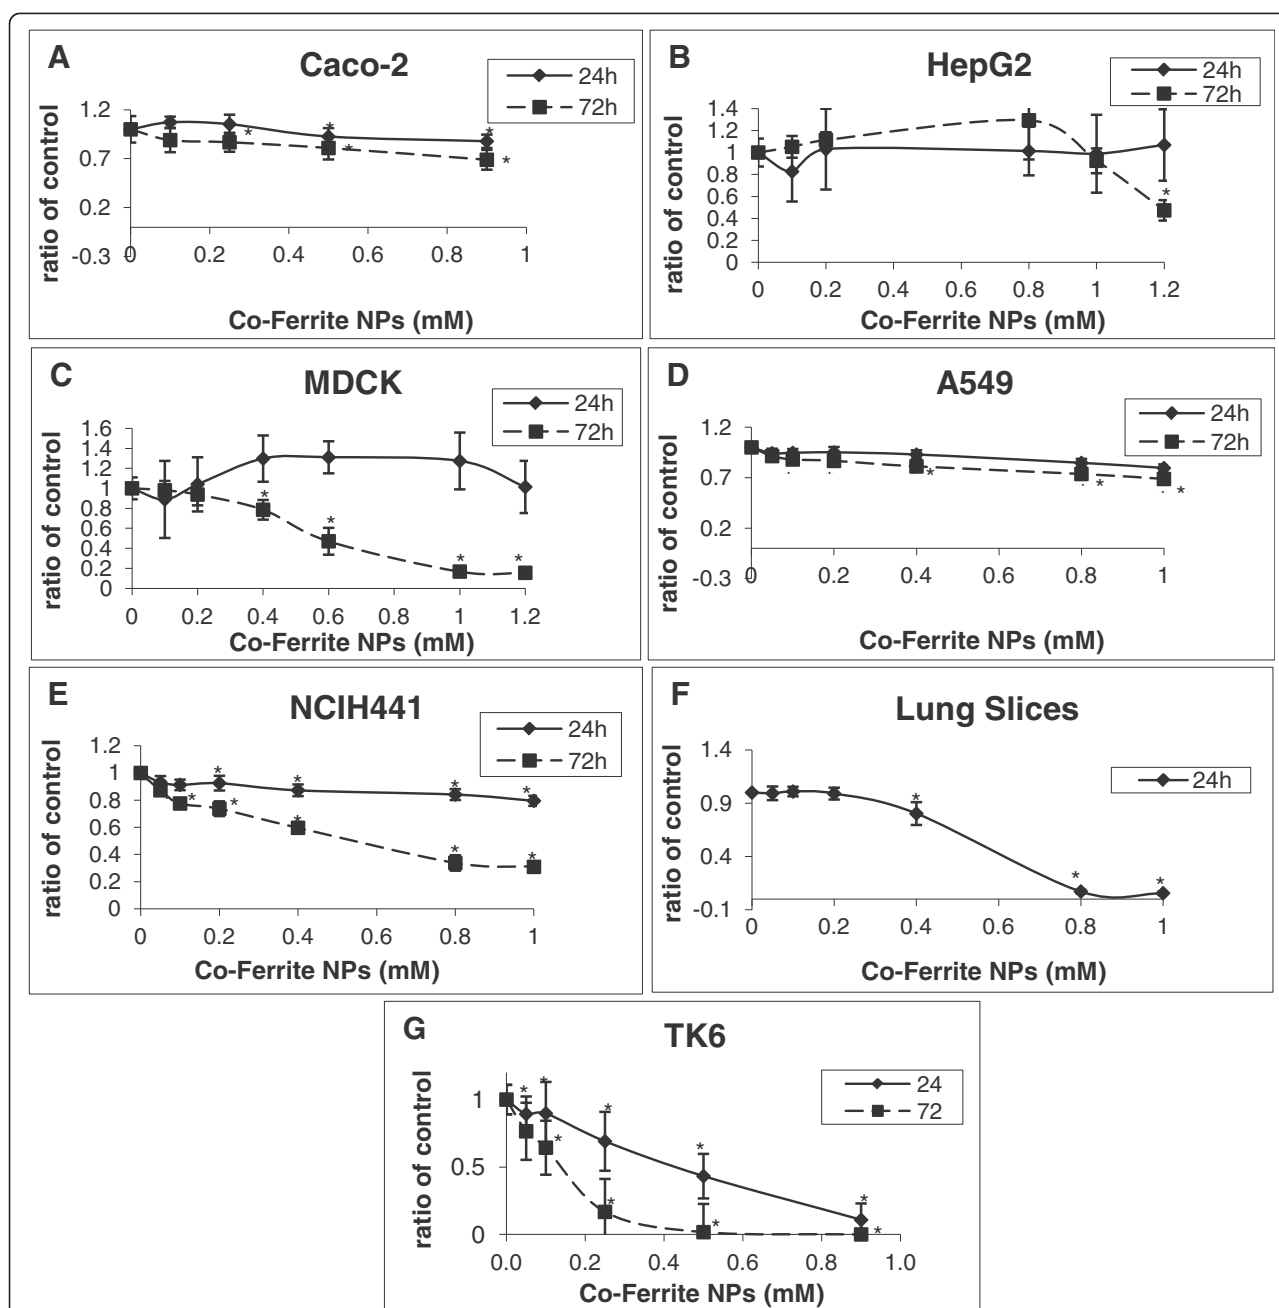 A
Caco-2
24h
72h
ratio of control
1.2
0.7
0.2
-0.3
0 0.2 0.4 0.6 0.8 1
Co-Ferrite NPs (mM)
* * * * *
B
HepG2
24h
72h
ratio of control
1.4
1.2
1
0.8
0.6
0.4
0.2
0
0 0.2 0.4 0.6 0.8 1 1.2
Co-Ferrite NPs (mM)
*
C
MDCK
24h
72h
ratio of control
1.6
1.4
1.2
1
0.8
0.6
0.4
0.2
0
0 0.2 0.4 0.6 0.8 1 1.2
Co-Ferrite NPs (mM)
* * * *
D
A549
24h
72h
ratio of control
1.2
0.7
0.2
-0.3
0 0.2 0.4 0.6 0.8 1
Co-Ferrite NPs (mM)
* * *
E
NCIH441
24h
72h
ratio of control
1.2
1
0.8
0.6
0.4
0.2
0
0 0.2 0.4 0.6 0.8 1
Co-Ferrite NPs (mM)
* * * * * * * * *
F
Lung Slices
24h
ratio of control
1.4
0.9
0.4
-0.1
0 0.2 0.4 0.6 0.8 1
Co-Ferrite NPs (mM)
* * *
G
TK6
24
72
ratio of control
1
0.5
0
0.0 0.2 0.4 0.6 0.8 1.0
Co-Ferrite NPs (mM)
* * * * * * * * *